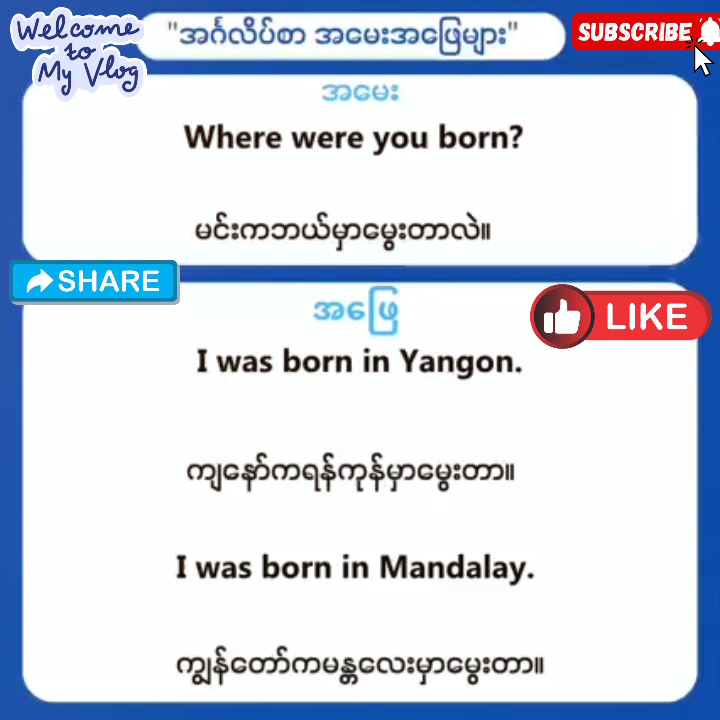 Welcome
to
My Vlog
"အင်္ဂလိပ်စာ အမေးအဖြေများ"
SUBSCRIBE
အမေး
Where were you born?
မင်းကဘယ်မှာမွေးတာလဲ။
SHARE
အဖြေ
LIKE
I was born in Yangon.
ကျနော်ကရန်ကုန်မှာမွေးတာ။
I was born in Mandalay.
ကျွန်တော်ကမန္တလေးမှာမွေးတာ။